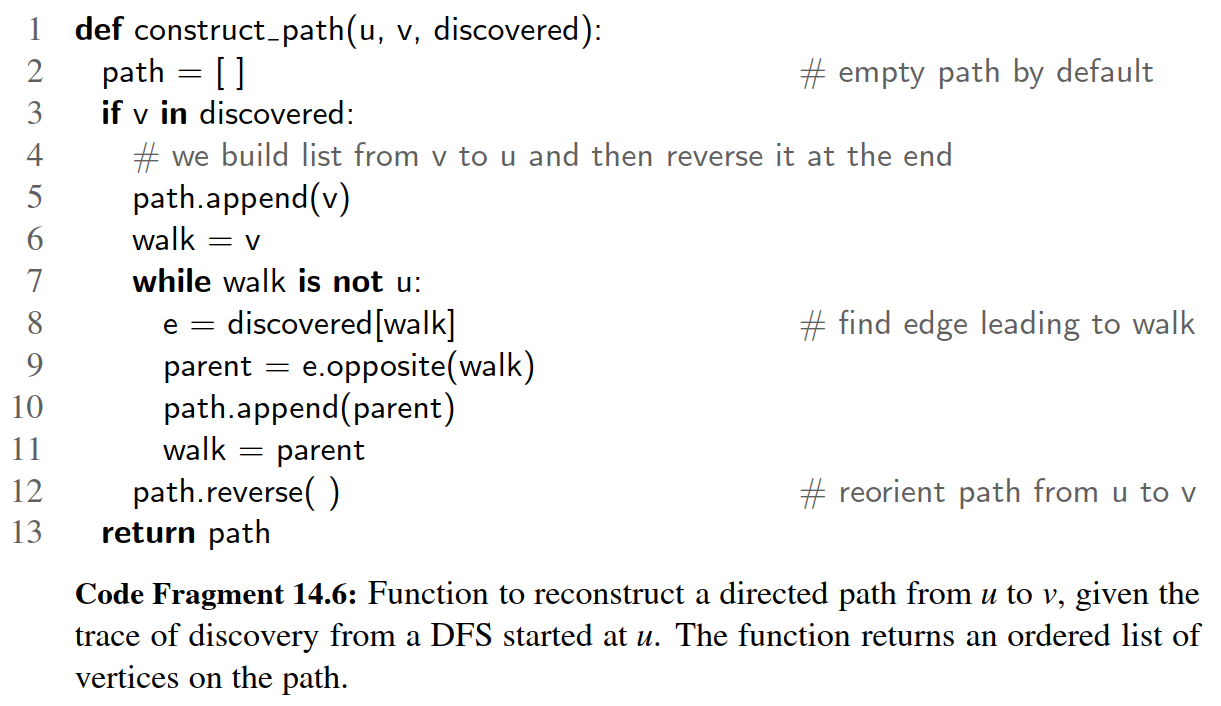 1 def construct_path(u, v, discovered):
2 path = [ ] # empty path by default
3 if v in discovered:
4 # we build list from v to u and then reverse it at the end
5 path.append(v)
6 walk = v
7 while walk is not u:
8 e = discovered[walk] # find edge leading to walk
9 parent = e.opposite(walk)
10 path.append(parent)
11 walk = parent
12 path.reverse( ) # reorient path from u to v
13 return path
Code Fragment 14.6: Function to reconstruct a directed path from u to v, given the
trace of discovery from a DFS started at u. The function returns an ordered list of
vertices on the path.